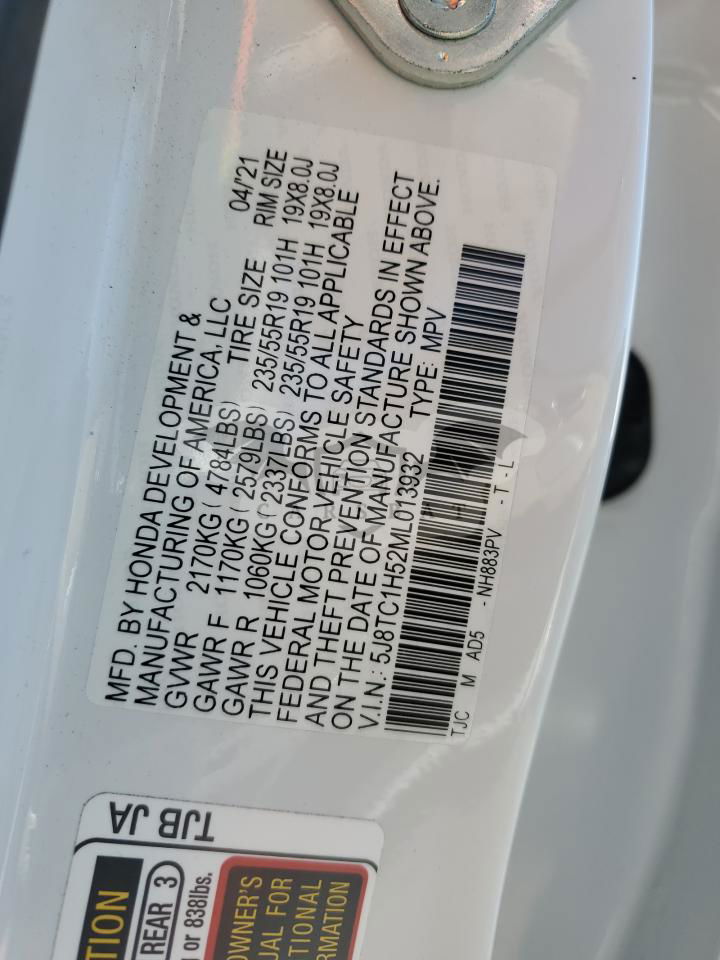 MFD. BY HONDA DEVELOPMENT &
MANUFACTURING OF AMERICA, LLC 04/'21
GVWR 2170KG ( 4784LBS) TIRE SIZE RIM SIZE
GAWR F 1170KG ( 2579LBS) 235/55R19 101H 19X8.0J
GAWR R 1060KG ( 2337LBS) 235/55R19 101H 19X8.0J
THIS VEHICLE CONFORMS TO ALL APPLICABLE
FEDERAL MOTOR VEHICLE SAFETY
AND THEFT PREVENTION STANDARDS IN EFFECT
ON THE DATE OF MANUFACTURE SHOWN ABOVE.
V.I.N.: 5J8TC1H52ML013932 TYPE: MPV
TJC M AD5 - NH883PV - T - L
TJB JA
TION
REAR 3
or 838lbs.
OWNER'S
UAL FOR
TIONAL
RMATION